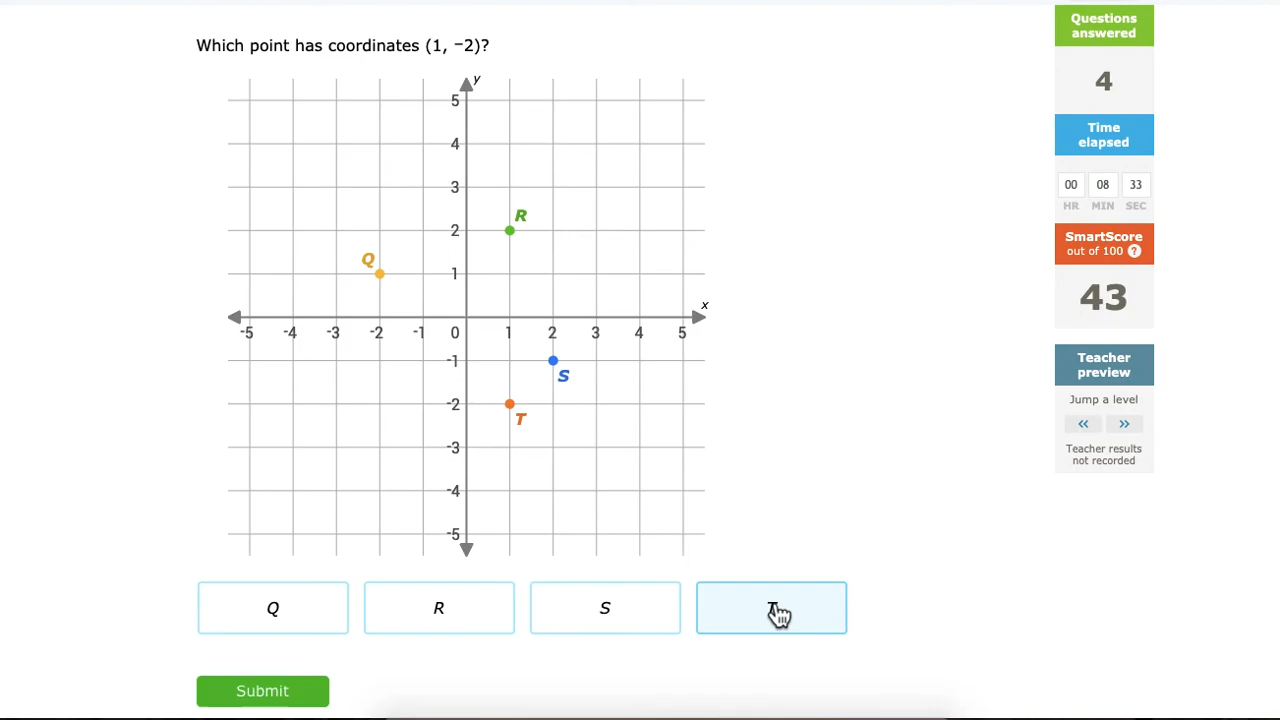 Which point has coordinates (1, −2)?
y
5
4
3
R
2
Q
1
x
-5 -4 -3 -2 -1 0 1 2 3 4 5
-1
S
-2
T
-3
-4
-5
Q R S T
Submit
Questions
answered
4
Time
elapsed
00 08 33
HR MIN SEC
SmartScore
out of 100 ?
43
Teacher
preview
Jump a level
« »
Teacher results
not recorded